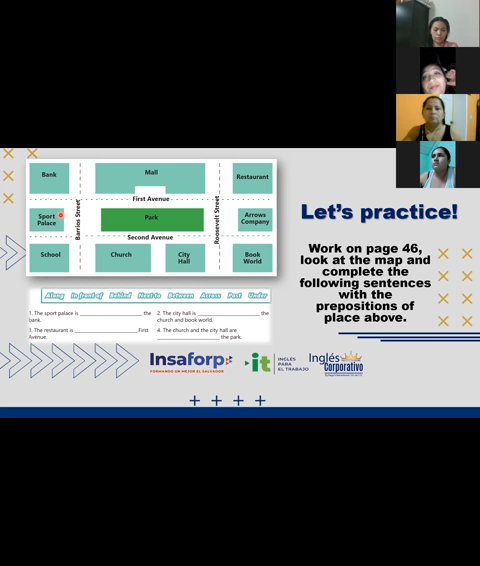 Bank
Mall
Restaurant
First Avenue
Sport Palace
Barrios Street
Park
Roosevelt Street
Arrows Company
Second Avenue
School
Church
City Hall
Book World
Let's practice!
Work on page 46,
look at the map and
complete the
following sentences
with the
prepositions of
place above.
Along In front of Behind Next to Between Across Past Under
1. The sport palace is ____________________ the bank.
2. The city hall is ____________________ the church and book world.
3. The restaurant is ____________________ First Avenue.
4. The church and the city hall are ____________________ the park.
Insaforp
FORMANDO UN MEJOR EL SALVADOR
it
INGLÉS PARA EL TRABAJO
Inglés Corporativo